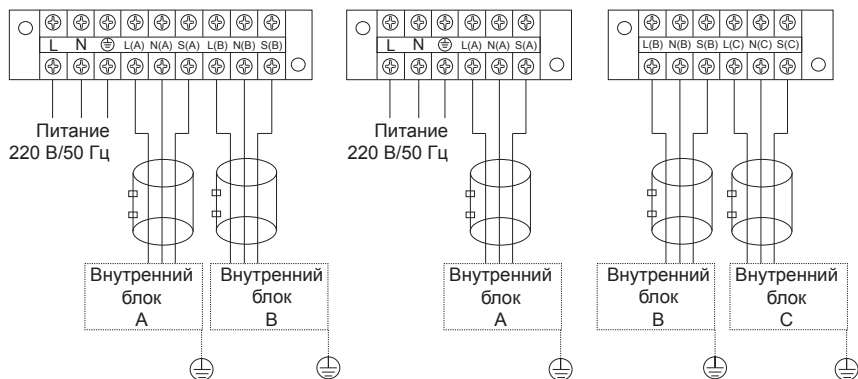 L N L(A) N(A) S(A) L(B) N(B) S(B)
L N L(A) N(A) S(A)
L(B) N(B) S(B) L(C) N(C) S(C)
Питание
220 В/50 Гц
Питание
220 В/50 Гц
Внутренний
блок
A
Внутренний
блок
B
Внутренний
блок
A
Внутренний
блок
B
Внутренний
блок
C